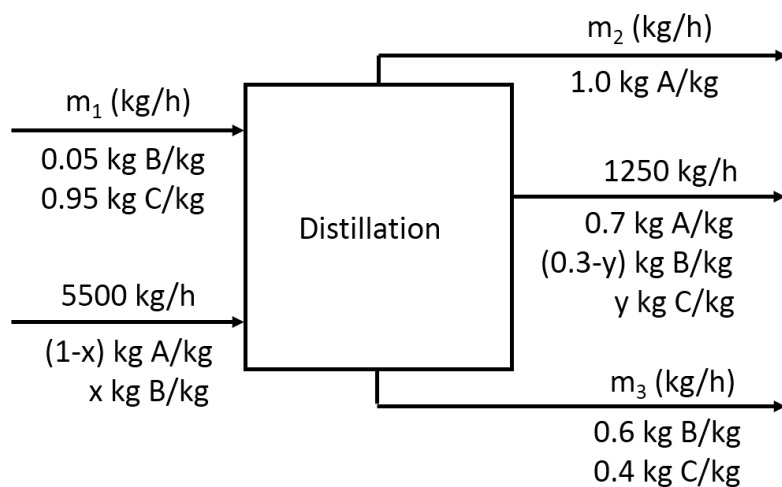 m₁ (kg/h)
0.05 kg B/kg
0.95 kg C/kg
5500 kg/h
(1-x) kg A/kg
x kg B/kg
Distillation
m₂ (kg/h)
1.0 kg A/kg
1250 kg/h
0.7 kg A/kg
(0.3-y) kg B/kg
y kg C/kg
m₃ (kg/h)
0.6 kg B/kg
0.4 kg C/kg